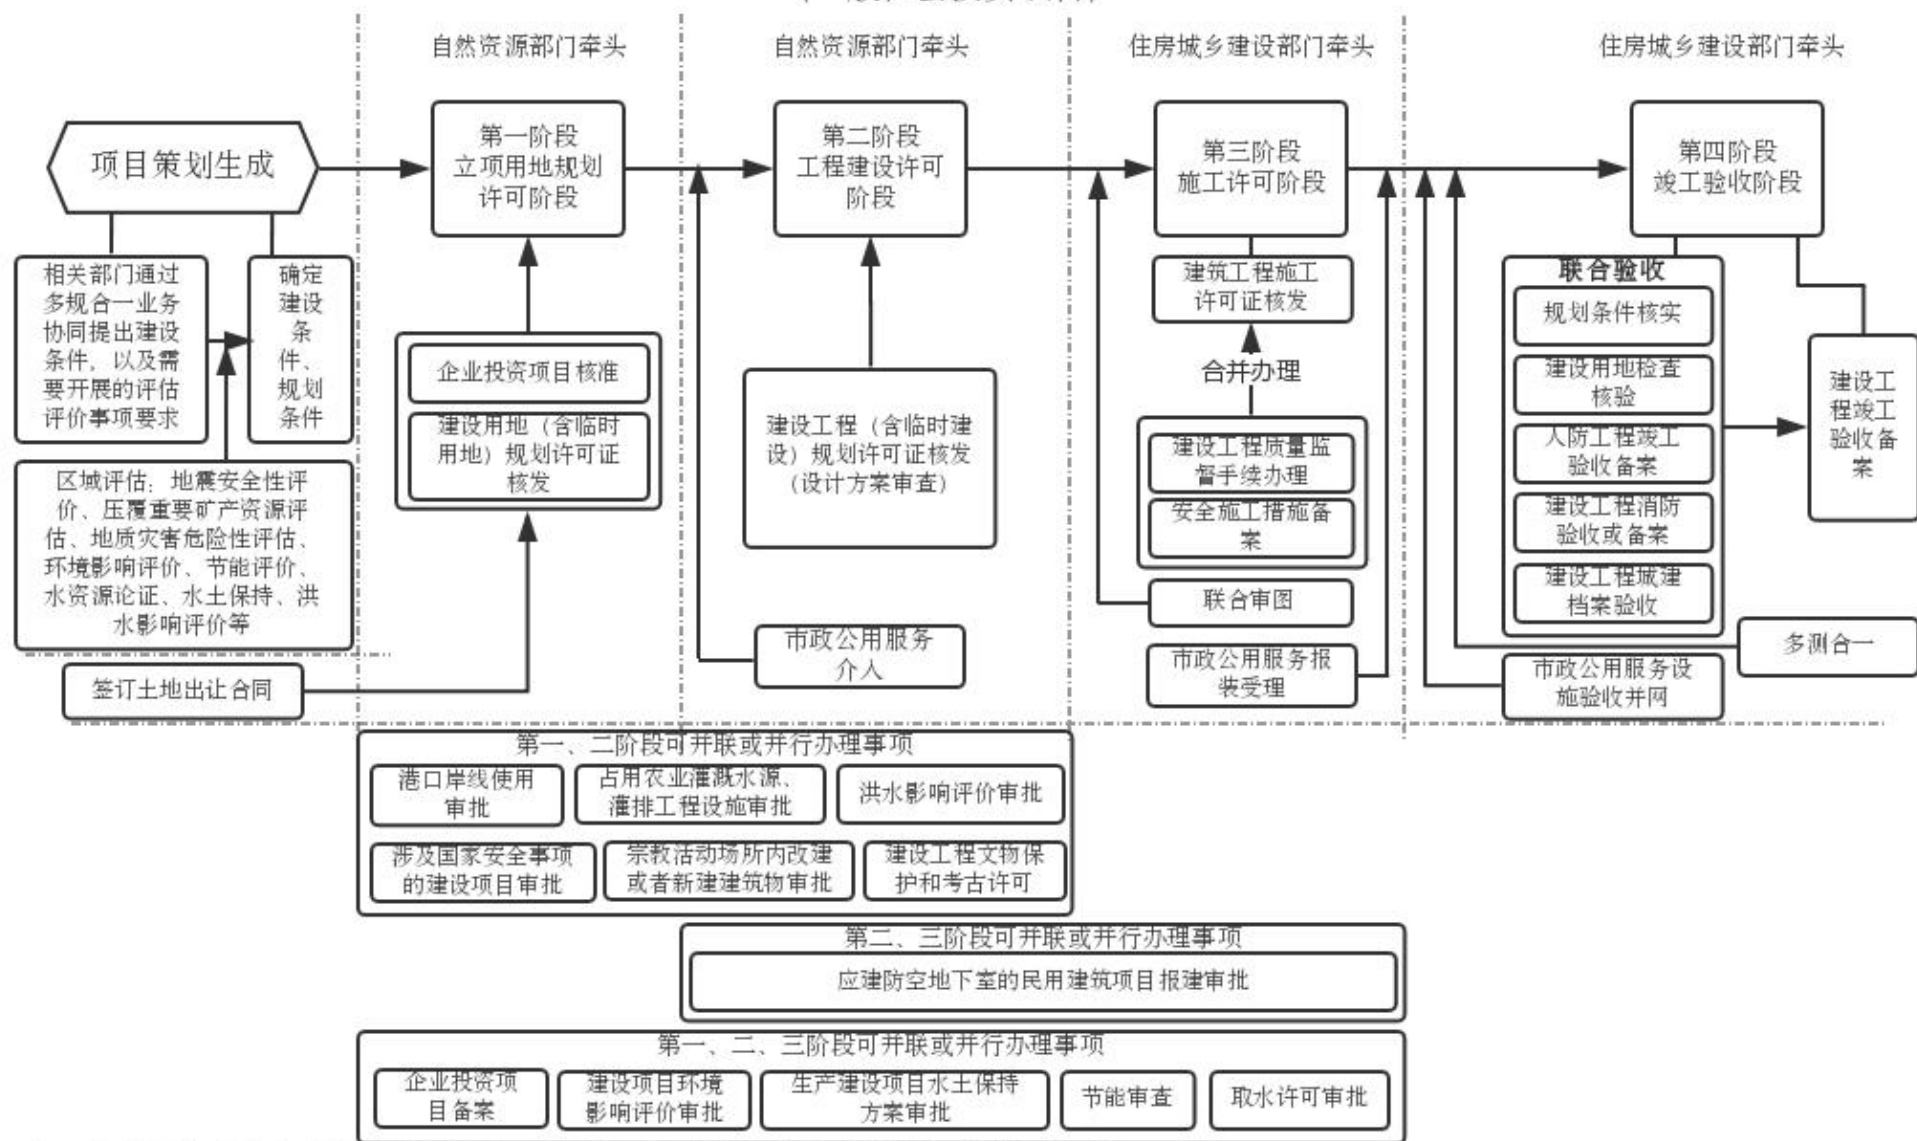 自然资源部门牵头
自然资源部门牵头
住房城乡建设部门牵头
住房城乡建设部门牵头
项目策划生成
第一阶段
立项用地规划
许可阶段
第二阶段
工程建设许可
阶段
第三阶段
施工许可阶段
第四阶段
竣工验收阶段
相关部门通过
多规合一业务
协同提出建设
条件，以及需
要开展的评估
评价事项要求
确定
建设
条
件、
规划
条件
区域评估：地震安全性评
价、压覆重要矿产资源评
估、地质灾害危险性评估、
环境影响评价、节能评价、
水资源论证、水土保持、洪
水影响评价等
签订土地出让合同
企业投资项目核准
建设用地（含临时
用地）规划许可证
核发
建设工程（含临时建
设）规划许可证核发
（设计方案审查）
市政公用服务
介入
建筑工程施工
许可证核发
合并办理
建设工程质量监
督手续办理
安全施工措施备
案
联合审图
市政公用服务报
装受理
联合验收
规划条件核实
建设用地检查
核验
人防工程竣工
验收备案
建设工程消防
验收或备案
建设工程城建
档案验收
建设工
程竣工
验收备
案
多测合一
市政公用服务设
施验收并网
第一、二阶段可并联或并行办理事项
港口岸线使用
审批
占用农业灌溉水源、
灌排工程设施审批
洪水影响评价审批
涉及国家安全事项
的建设项目审批
宗教活动场所内改建
或者新建建筑物审批
建设工程文物保
护和考古许可
第二、三阶段可并联或并行办理事项
应建防空地下室的民用建筑项目报建审批
第一、二、三阶段可并联或并行办理事项
企业投资项
目备案
建设项目环境
影响评价审批
生产建设项目水土保持
方案审批
节能审查
取水许可审批